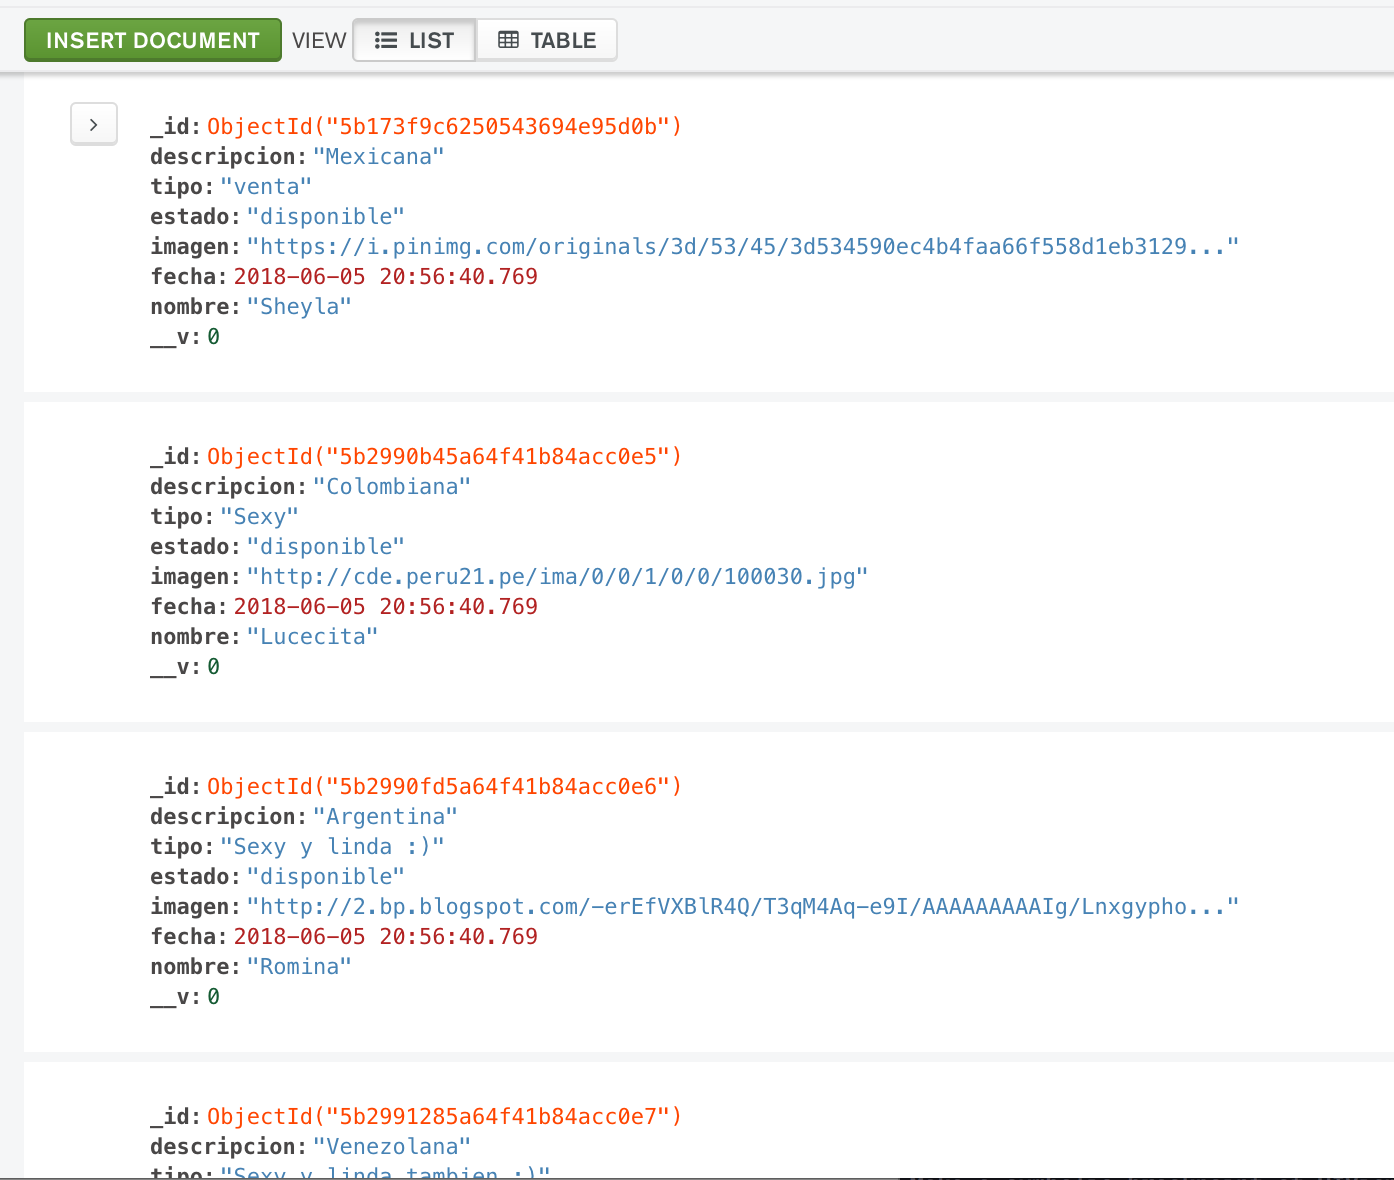 INSERT DOCUMENT VIEW LIST TABLE
_id: ObjectId("5b173f9c6250543694e95d0b")
descripcion: "Mexicana"
tipo: "venta"
estado: "disponible"
imagen: "https://i.pinimg.com/originals/3d/53/45/3d534590ec4b4faa66f558d1eb3129..."
fecha: 2018-06-05 20:56:40.769
nombre: "Sheyla"
__v: 0
_id: ObjectId("5b2990b45a64f41b84acc0e5")
descripcion: "Colombiana"
tipo: "Sexy"
estado: "disponible"
imagen: "http://cde.peru21.pe/ima/0/0/1/0/0/100030.jpg"
fecha: 2018-06-05 20:56:40.769
nombre: "Lucecita"
__v: 0
_id: ObjectId("5b2990fd5a64f41b84acc0e6")
descripcion: "Argentina"
tipo: "Sexy y linda :)"
estado: "disponible"
imagen: "http://2.bp.blogspot.com/-erEfVXBlR4Q/T3qM4Aq-e9I/AAAAAAAAAIg/Lnxgypho..."
fecha: 2018-06-05 20:56:40.769
nombre: "Romina"
__v: 0
_id: ObjectId("5b2991285a64f41b84acc0e7")
descripcion: "Venezolana"
tipo: "Sexy y linda tambien :)"